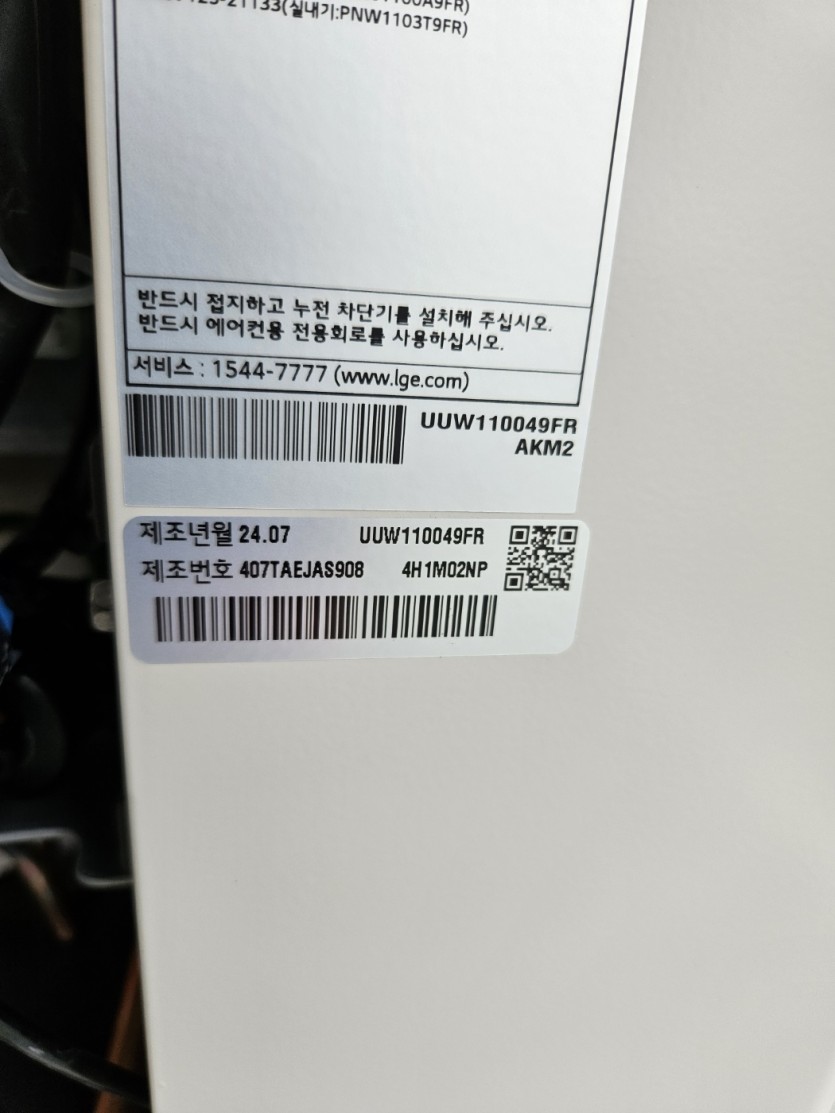 (실내기:PNW1103T9FR)
반드시 접지하고 누전 차단기를 설치해 주십시오.
반드시 에어컨용 전용회로를 사용하십시오.
서비스 : 1544-7777 (www.lge.com)
UUW110049FR
AKM2
제조년월 24.07 UUW110049FR
제조번호 407TAEJAS908 4H1M02NP